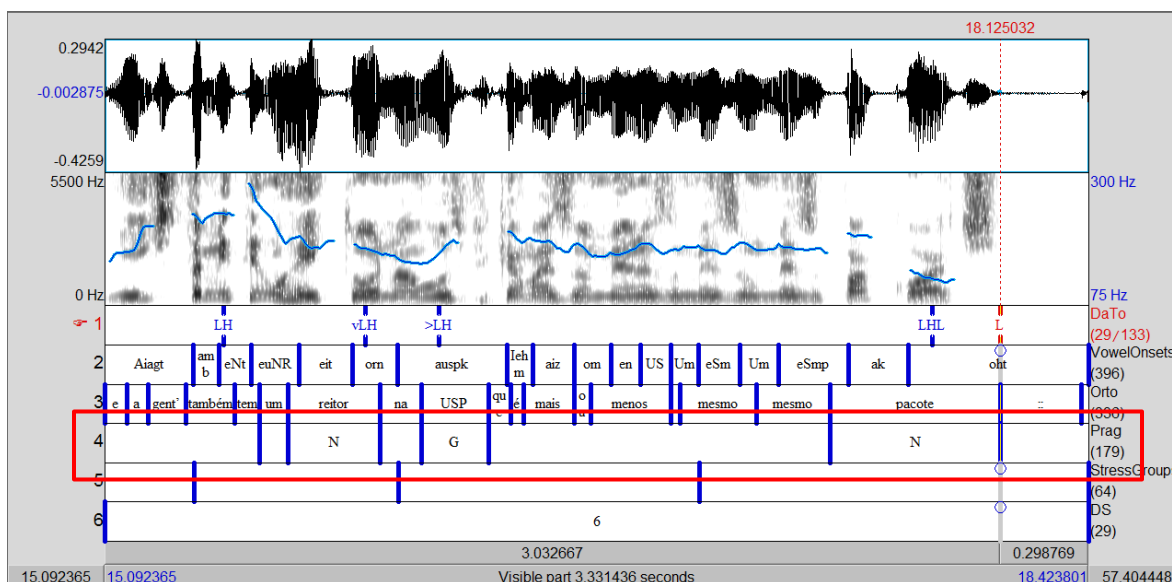 18.125032
0.2942
-0.002875
-0.4259
5500 Hz 300 Hz
0 Hz 75 Hz
1 LH vLH >LH LHL L DaTo (29/133)
2 Aiagt amb eNt euNR eit orn auspk Iehm aiz om en US Um eSm Um eSmp ak oht VowelOnsets (396)
3 e a gent' também tem um reitor na USP que é mais ou menos mesmo mesmo pacote :: Orto
4 N G N Prag (179)
5 StressGroup (64)
6 6 DS (29)
3.032667 0.298769
15.092365 15.092365 Visible part 3.331436 seconds 18.423801 57.404448